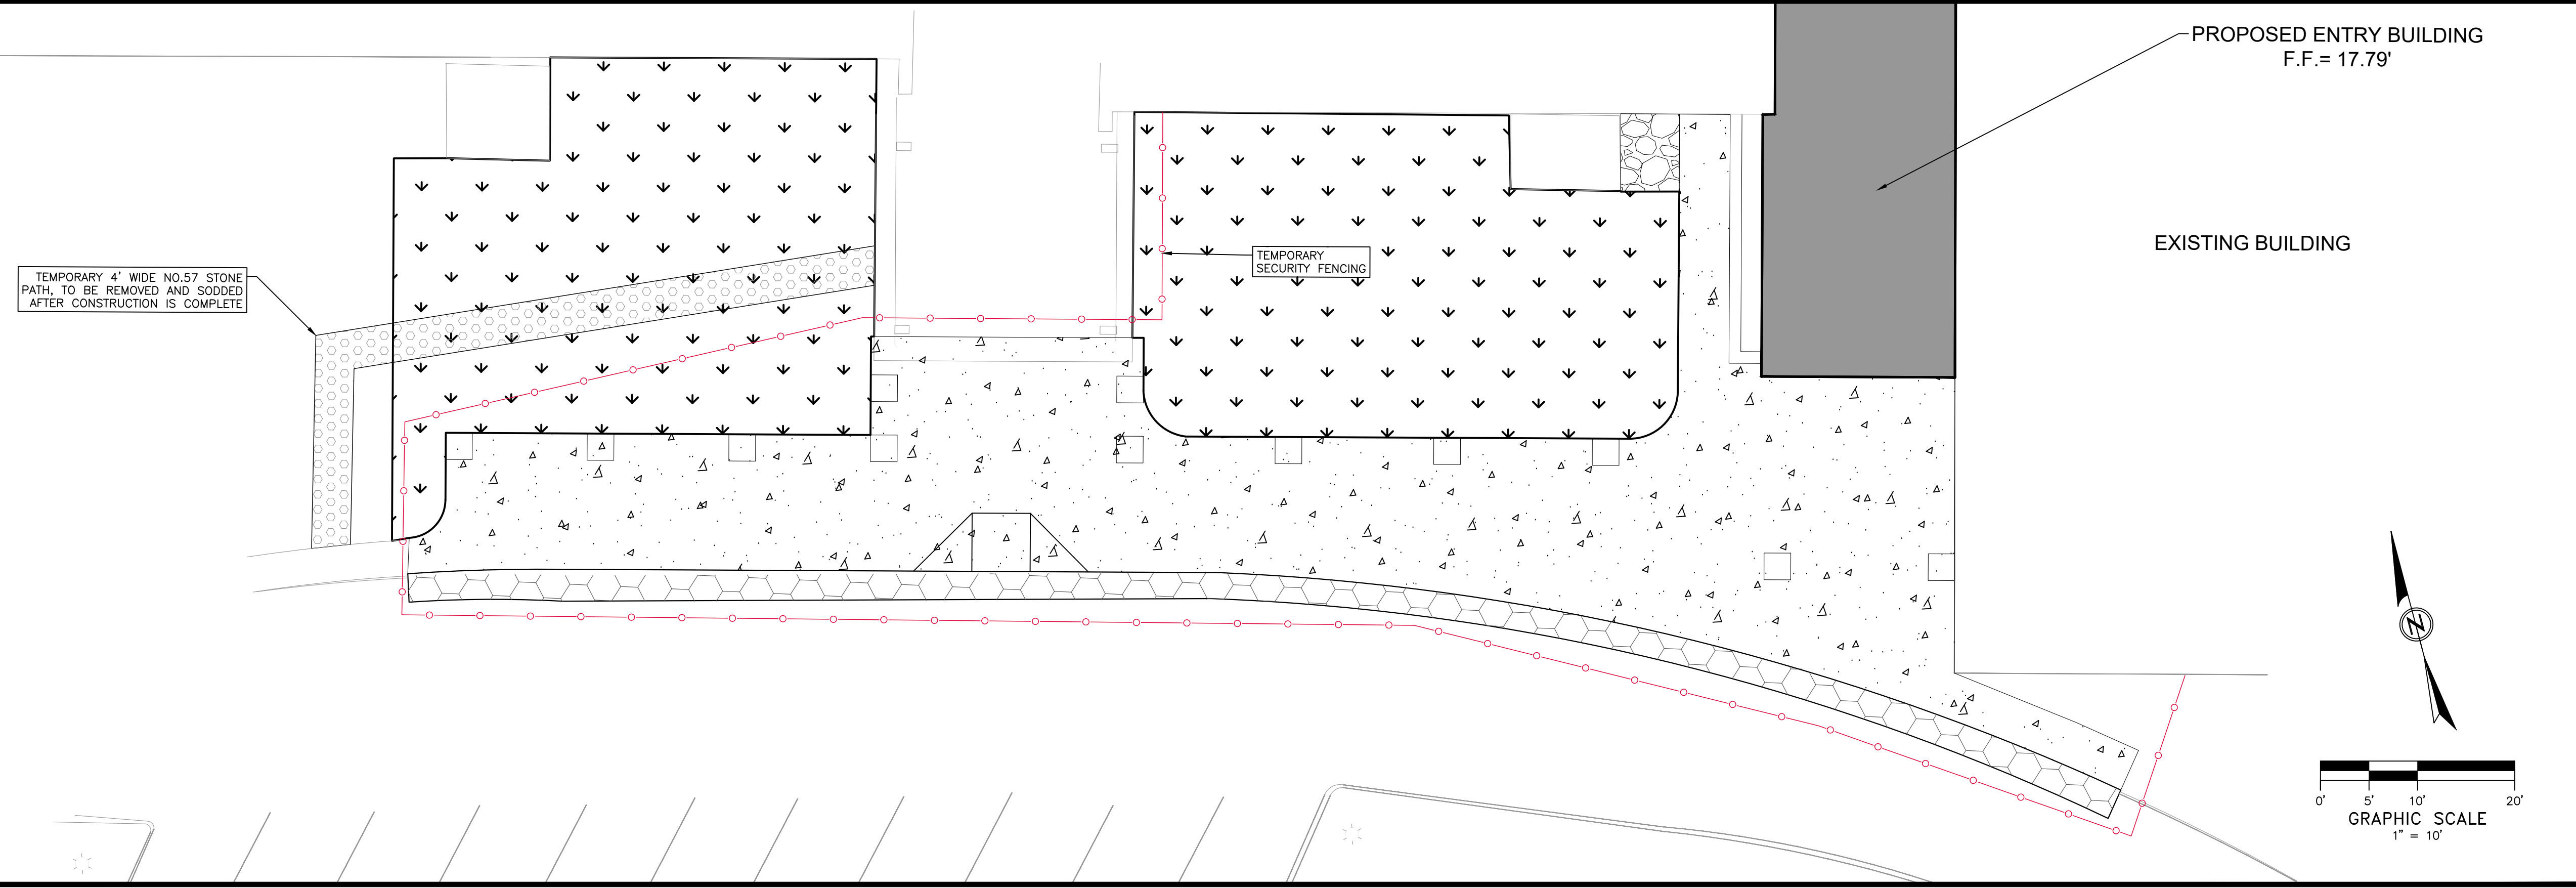 PROPOSED ENTRY BUILDING
F.F.= 17.79'
EXISTING BUILDING
TEMPORARY 4' WIDE NO.57 STONE
PATH, TO BE REMOVED AND SODDED
AFTER CONSTRUCTION IS COMPLETE
TEMPORARY
SECURITY FENCING
N
0' 5' 10' 20'
GRAPHIC SCALE
1" = 10'